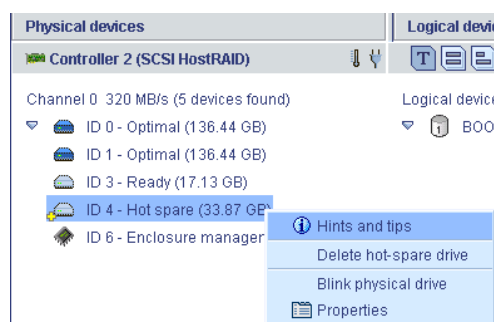 Physical devices
Logical devi
Controller 2 (SCSI HostRAID)
T
Channel 0 320 MB/s (5 devices found)
Logical device
ID 0 - Optimal (136.44 GB)
1 BOO
ID 1 - Optimal (136.44 GB)
ID 3 - Ready (17.13 GB)
ID 4 - Hot spare (33.87 GB)
Hints and tips
ID 6 - Enclosure manager
Delete hot-spare drive
Blink physical drive
Properties